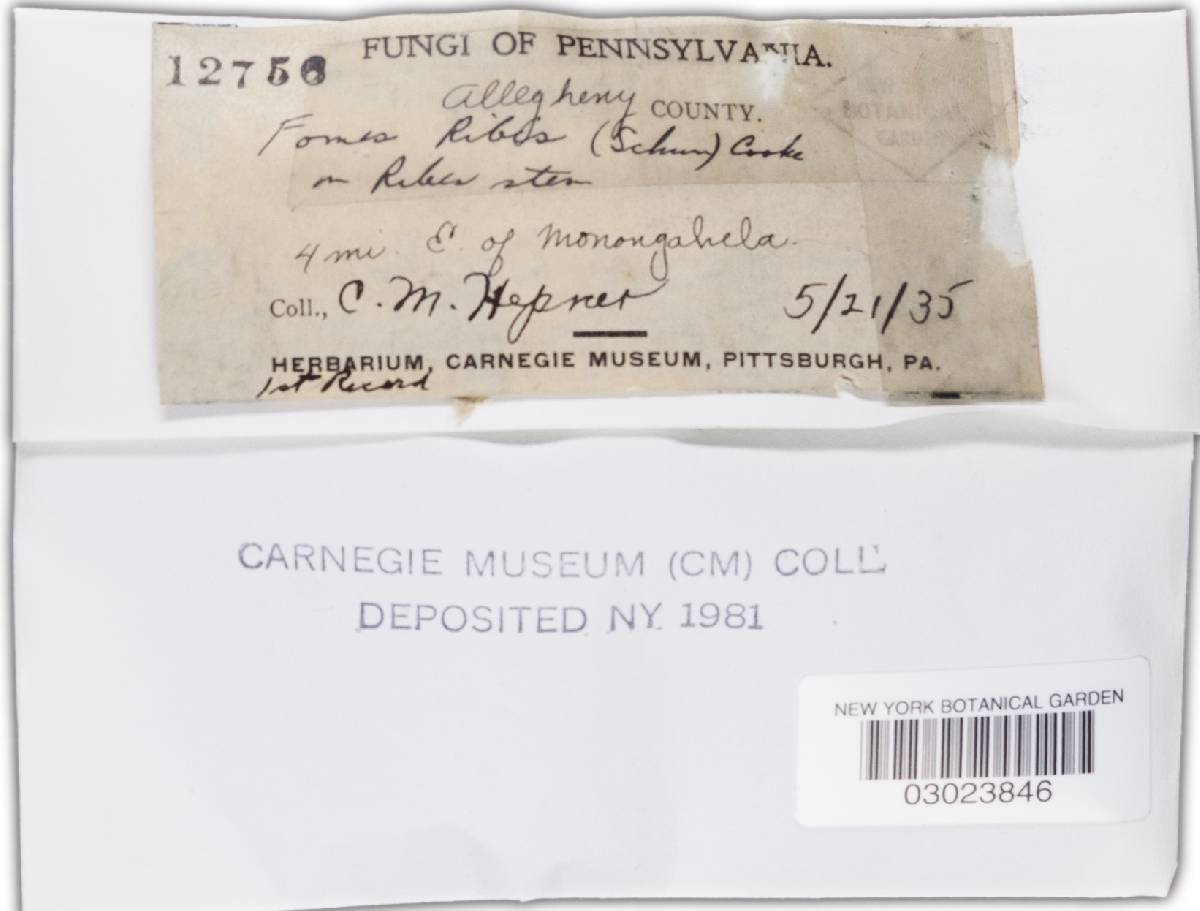 12756
FUNGI OF PENNSYLVANIA.
Allegheny COUNTY.
Fomes Ribis (Schum) Cooke
on Ribes stem
4 mi. E. of Monongahela.
Coll., C. M. Hepner 5/21/35
HERBARIUM, CARNEGIE MUSEUM, PITTSBURGH, PA.
1st Record
CARNEGIE MUSEUM (CM) COLL.
DEPOSITED NY 1981
NEW YORK BOTANICAL GARDEN
03023846